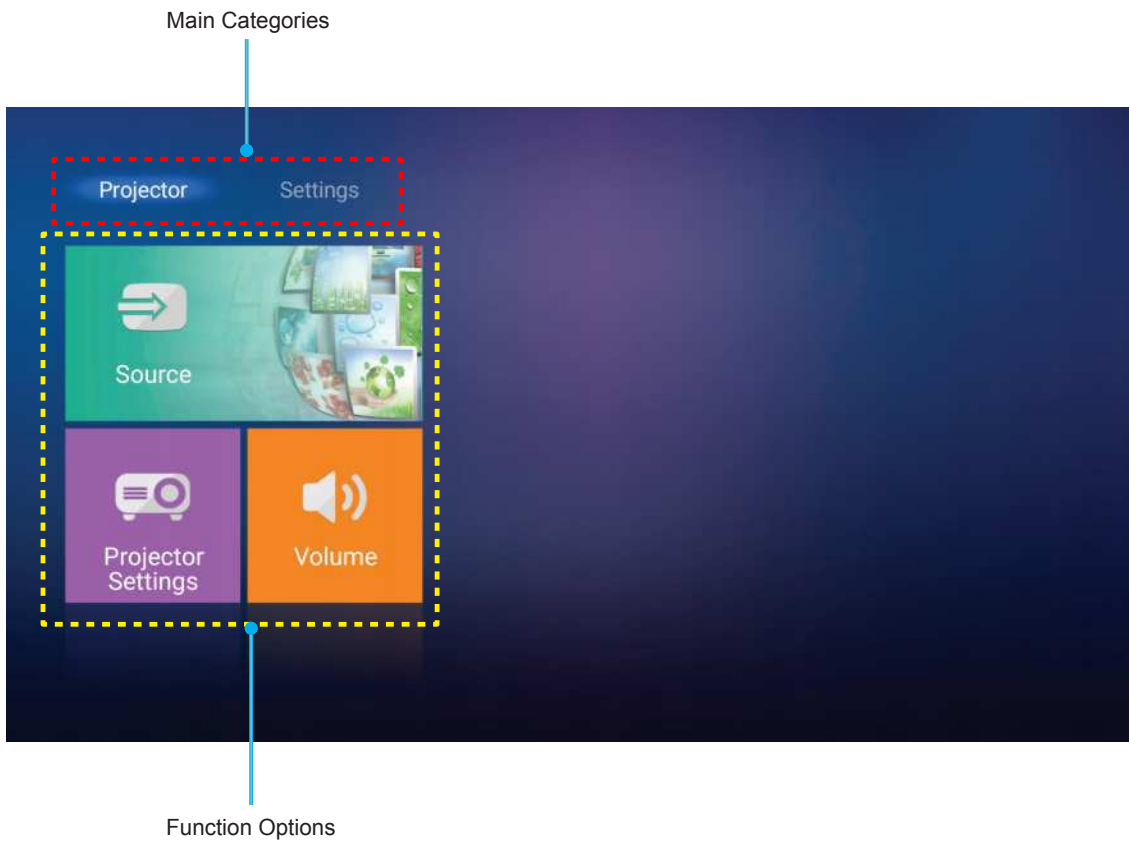 Main Categories
Projector Settings
Source
Projector
Settings
Volume
Function Options